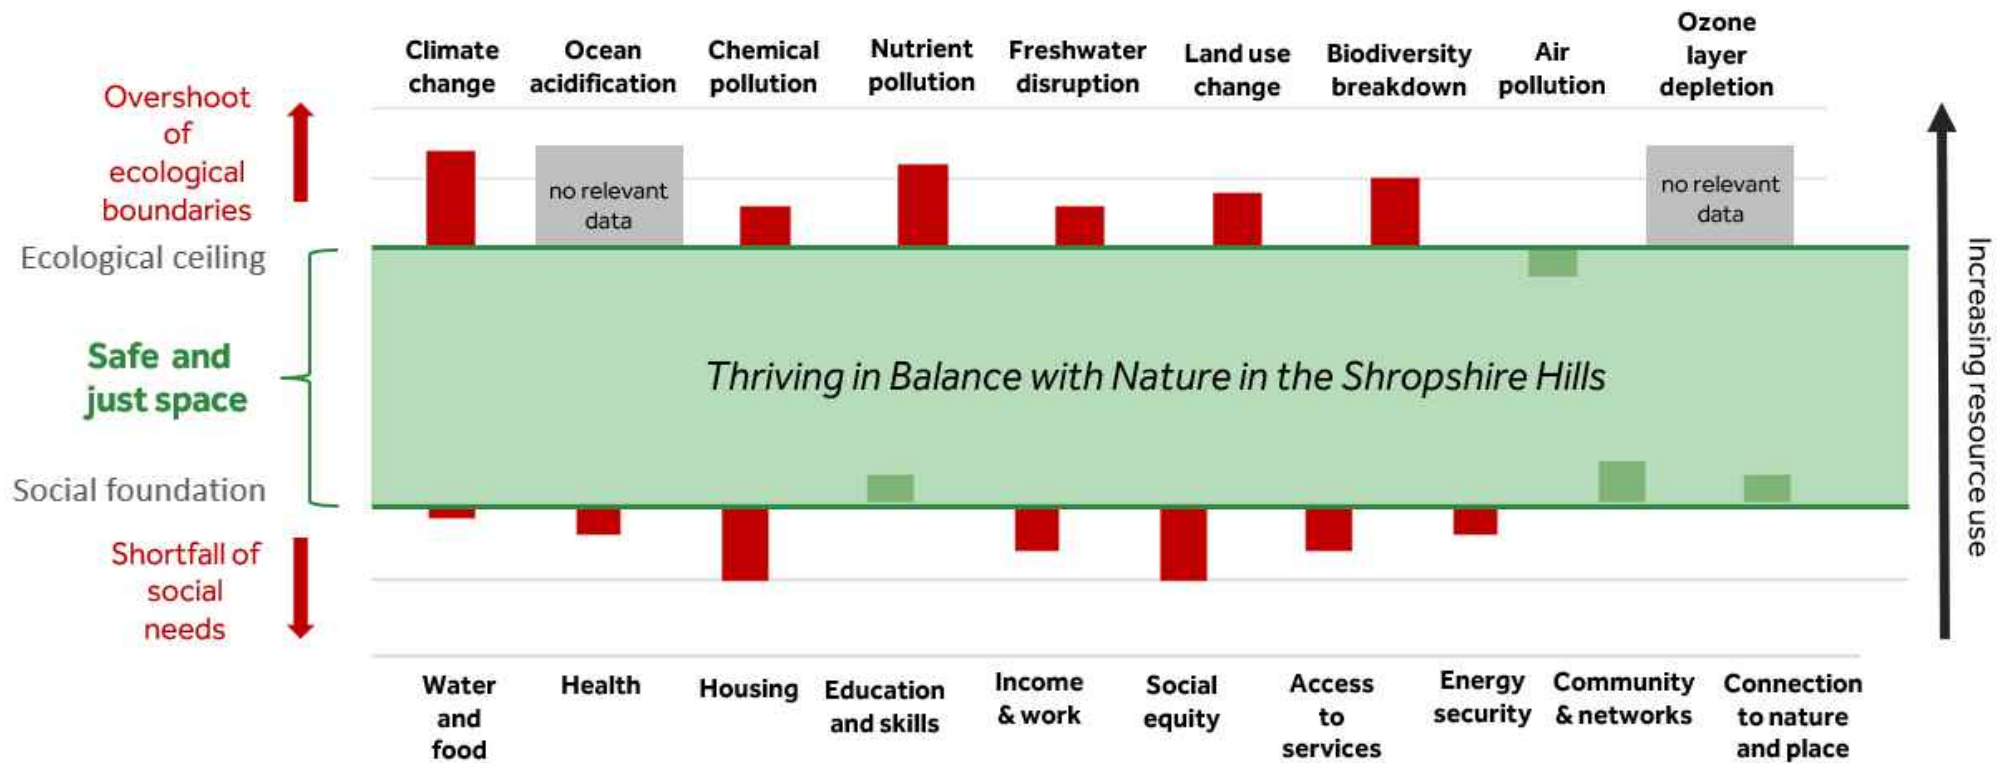 Climate
change
Ocean
acidification
Chemical
pollution
Nutrient
pollution
Freshwater
disruption
Land use
change
Biodiversity
breakdown
Air
pollution
Ozone
layer
depletion
Overshoot
of
ecological
boundaries
no relevant
data
no relevant
data
Ecological ceiling
Safe and
just space
Thriving in Balance with Nature in the Shropshire Hills
Increasing resource use
Social foundation
Shortfall of
social
needs
Water
and
food
Health
Housing
Education
and skills
Income
& work
Social
equity
Access
to
services
Energy
security
Community
& networks
Connection
to nature
and place